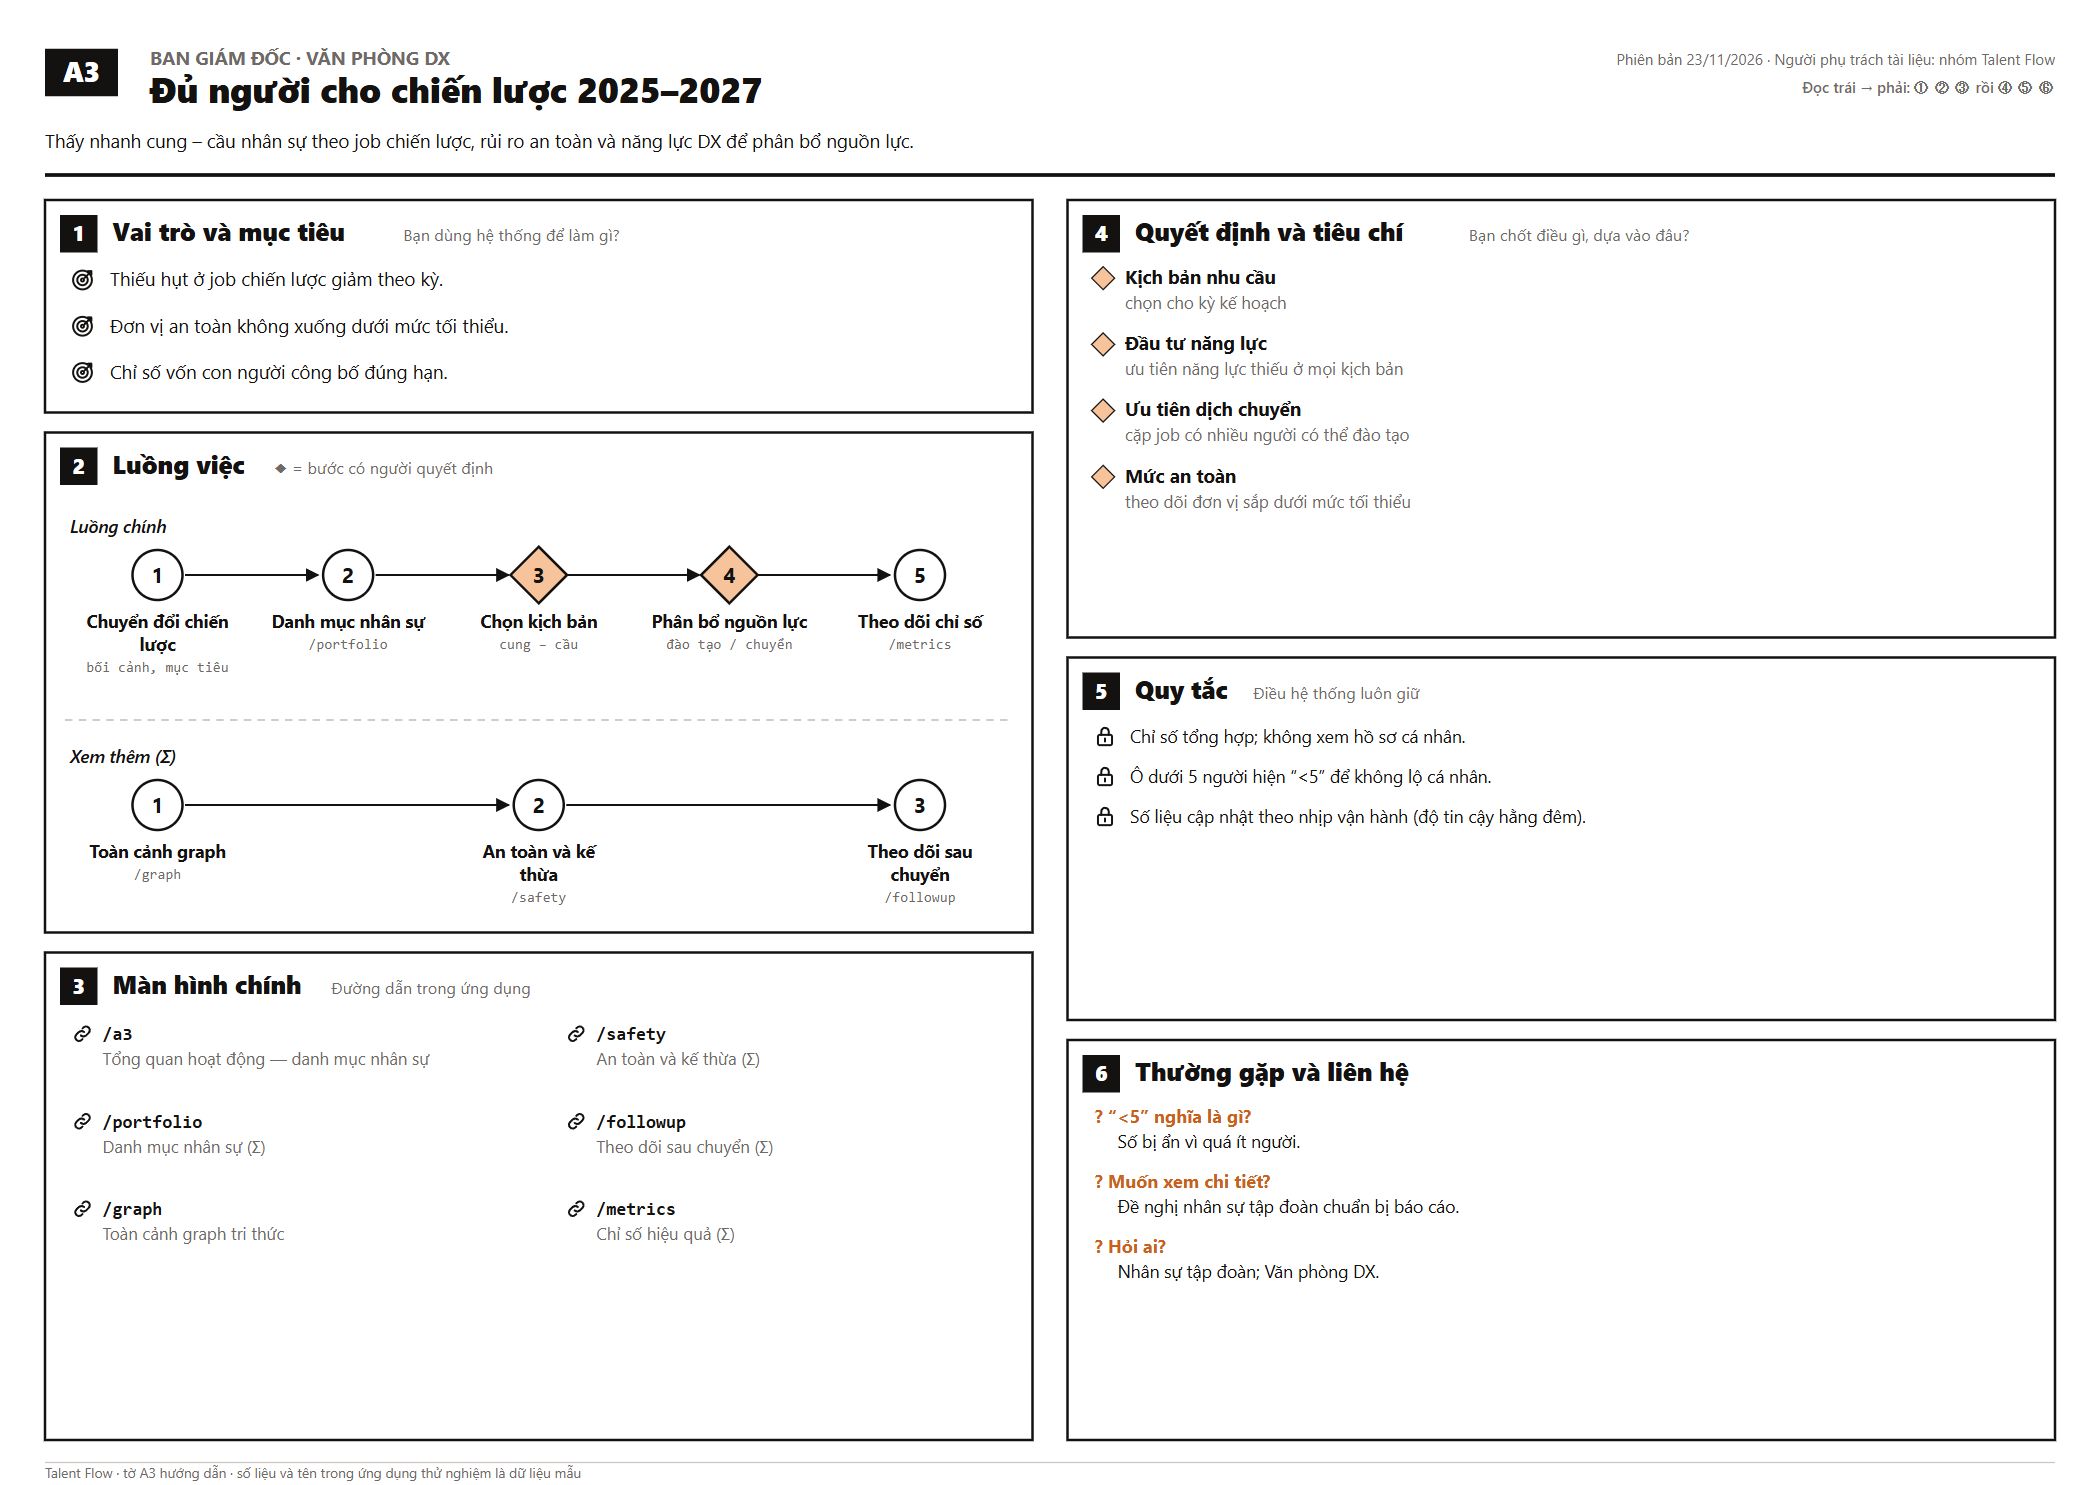 A3
BAN GIÁM ĐỐC · VĂN PHÒNG DX
Đủ người cho chiến lược 2025–2027
Phiên bản 23/11/2026 · Người phụ trách tài liệu: nhóm Talent Flow
Đọc trái → phải: ① ② ③ rồi ④ ⑤ ⑥
Thấy nhanh cung – cầu nhân sự theo job chiến lược, rủi ro an toàn và năng lực DX để phân bổ nguồn lực.
1 Vai trò và mục tiêu Bạn dùng hệ thống để làm gì?
Thiếu hụt ở job chiến lược giảm theo kỳ.
Đơn vị an toàn không xuống dưới mức tối thiểu.
Chỉ số vốn con người công bố đúng hạn.
2 Luồng việc ◆ = bước có người quyết định
Luồng chính
1 2 3 4 5
Chuyển đổi chiến Danh mục nhân sự Chọn kịch bản Phân bổ nguồn lực Theo dõi chỉ số
lược /portfolio cung – cầu đào tạo / chuyển /metrics
bối cảnh, mục tiêu
Xem thêm (Σ)
1 2 3
Toàn cảnh graph An toàn và kế Theo dõi sau
/graph thừa chuyển
/safety /followup
3 Màn hình chính Đường dẫn trong ứng dụng
/a3 /safety
Tổng quan hoạt động — danh mục nhân sự An toàn và kế thừa (Σ)
/portfolio /followup
Danh mục nhân sự (Σ) Theo dõi sau chuyển (Σ)
/graph /metrics
Toàn cảnh graph tri thức Chỉ số hiệu quả (Σ)
4 Quyết định và tiêu chí Bạn chốt điều gì, dựa vào đâu?
Kịch bản nhu cầu
chọn cho kỳ kế hoạch
Đầu tư năng lực
ưu tiên năng lực thiếu ở mọi kịch bản
Ưu tiên dịch chuyển
cặp job có nhiều người có thể đào tạo
Mức an toàn
theo dõi đơn vị sắp dưới mức tối thiểu
5 Quy tắc Điều hệ thống luôn giữ
Chỉ số tổng hợp; không xem hồ sơ cá nhân.
Ô dưới 5 người hiện “<5” để không lộ cá nhân.
Số liệu cập nhật theo nhịp vận hành (độ tin cậy hằng đêm).
6 Thường gặp và liên hệ
? “<5” nghĩa là gì?
Số bị ẩn vì quá ít người.
? Muốn xem chi tiết?
Đề nghị nhân sự tập đoàn chuẩn bị báo cáo.
? Hỏi ai?
Nhân sự tập đoàn; Văn phòng DX.
Talent Flow · tờ A3 hướng dẫn · số liệu và tên trong ứng dụng thử nghiệm là dữ liệu mẫu